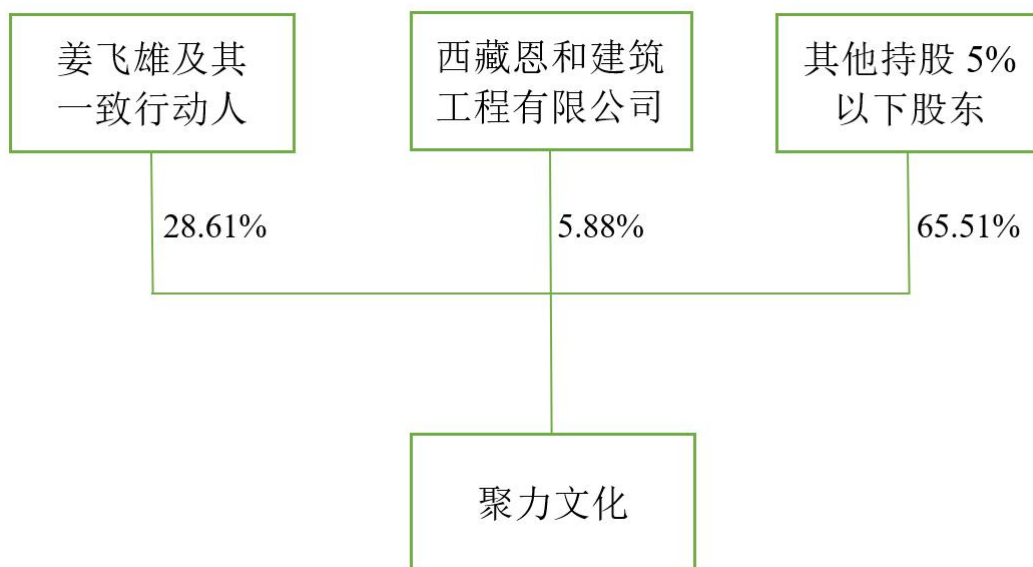 姜飞雄及其
一致行动人
西藏恩和建筑
工程有限公司
其他持股 5%
以下股东
28.61%
5.88%
65.51%
聚力文化